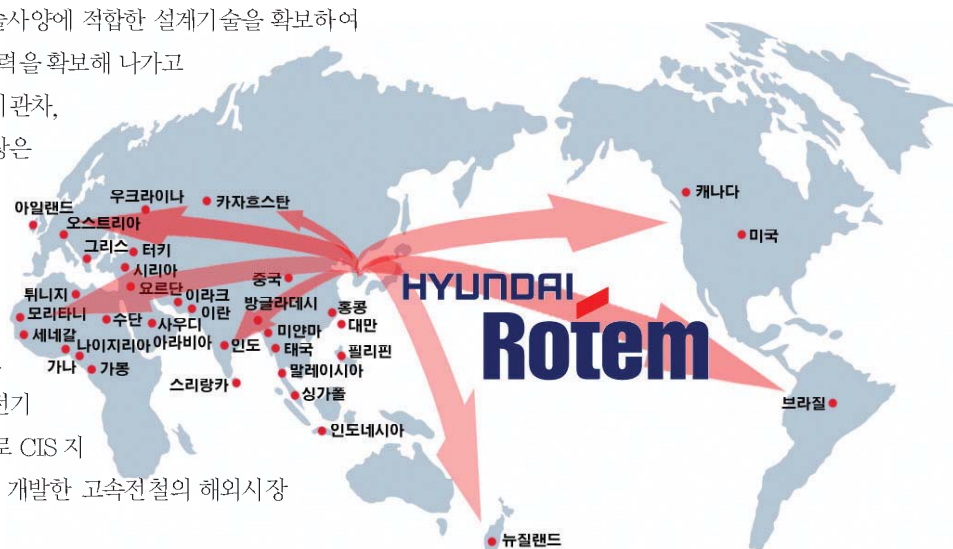 술사양에 적합한 설계기술을 확보하여
력을 확보해 나가고
기관차,
상은
전기
로 CIS 지
개발한 고속전철의 해외시장
우크라이나
카자흐스탄
아일랜드
오스트리아
그리스
터키
시리아
요르단
튀니지
모리타니
세네갈
나이지리아
가나
가봉
수단
사우디
아라비아
이라크
이란
중국
방글라데시
미얀마
인도
태국
스리랑카
말레이시아
싱가폴
인도네시아
홍콩
대만
필리핀
캐나다
미국
브라질
뉴질랜드
HYUNDAI
Rotem